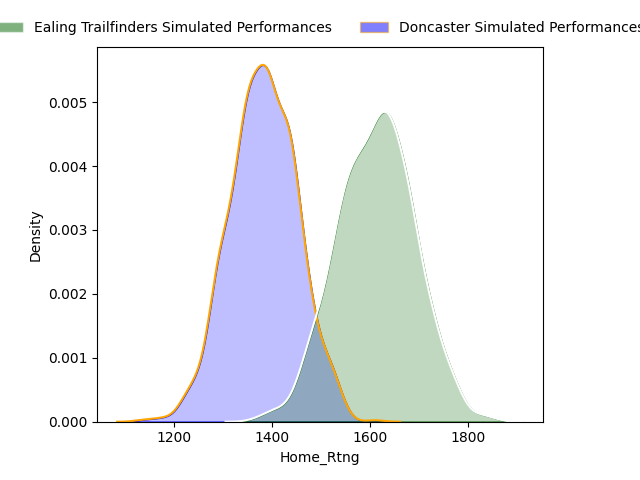 Ealing Trailfinders Simulated Performances Doncaster Simulated Performances
0.005
0.004
0.003
0.002
0.001
0.000
Density
1200 1400 1600 1800
Home_Rtng